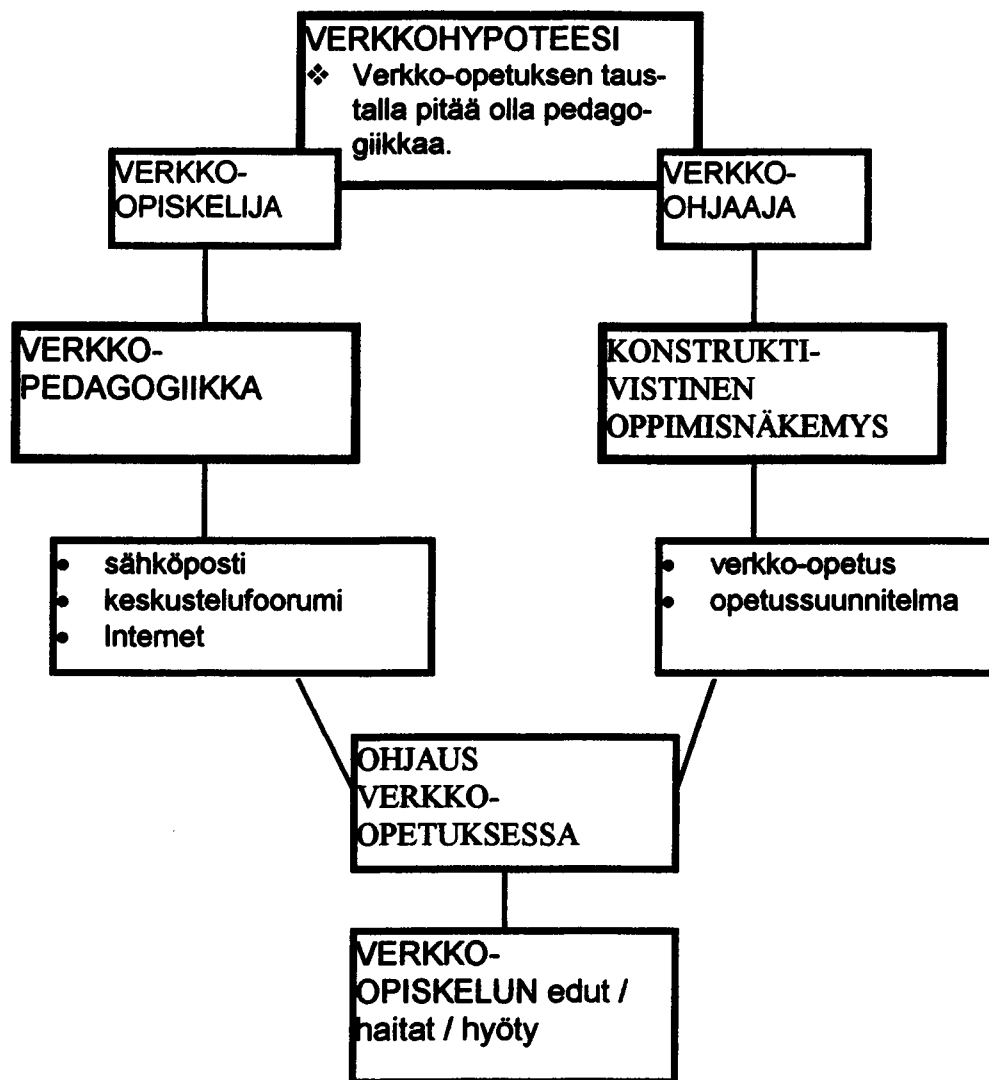 VERKKOHYPOTEESI
❖ Verkko-opetuksen taus-
talla pitää olla pedago-
giikkaa.
VERKKO-
OPISKELIJA
VERKKO-
OHJAAJA
VERKKO-
PEDAGOGIIKKA
KONSTRUKTI-
VISTINEN
OPPIMISNÄKEMYS
• sähköposti
• keskustelufoorumi
• Internet
• verkko-opetus
• opetussuunnitelma
OHJAUS
VERKKO-
OPETUKSESSA
VERKKO-
OPISKELUN edut /
haitat / hyöty